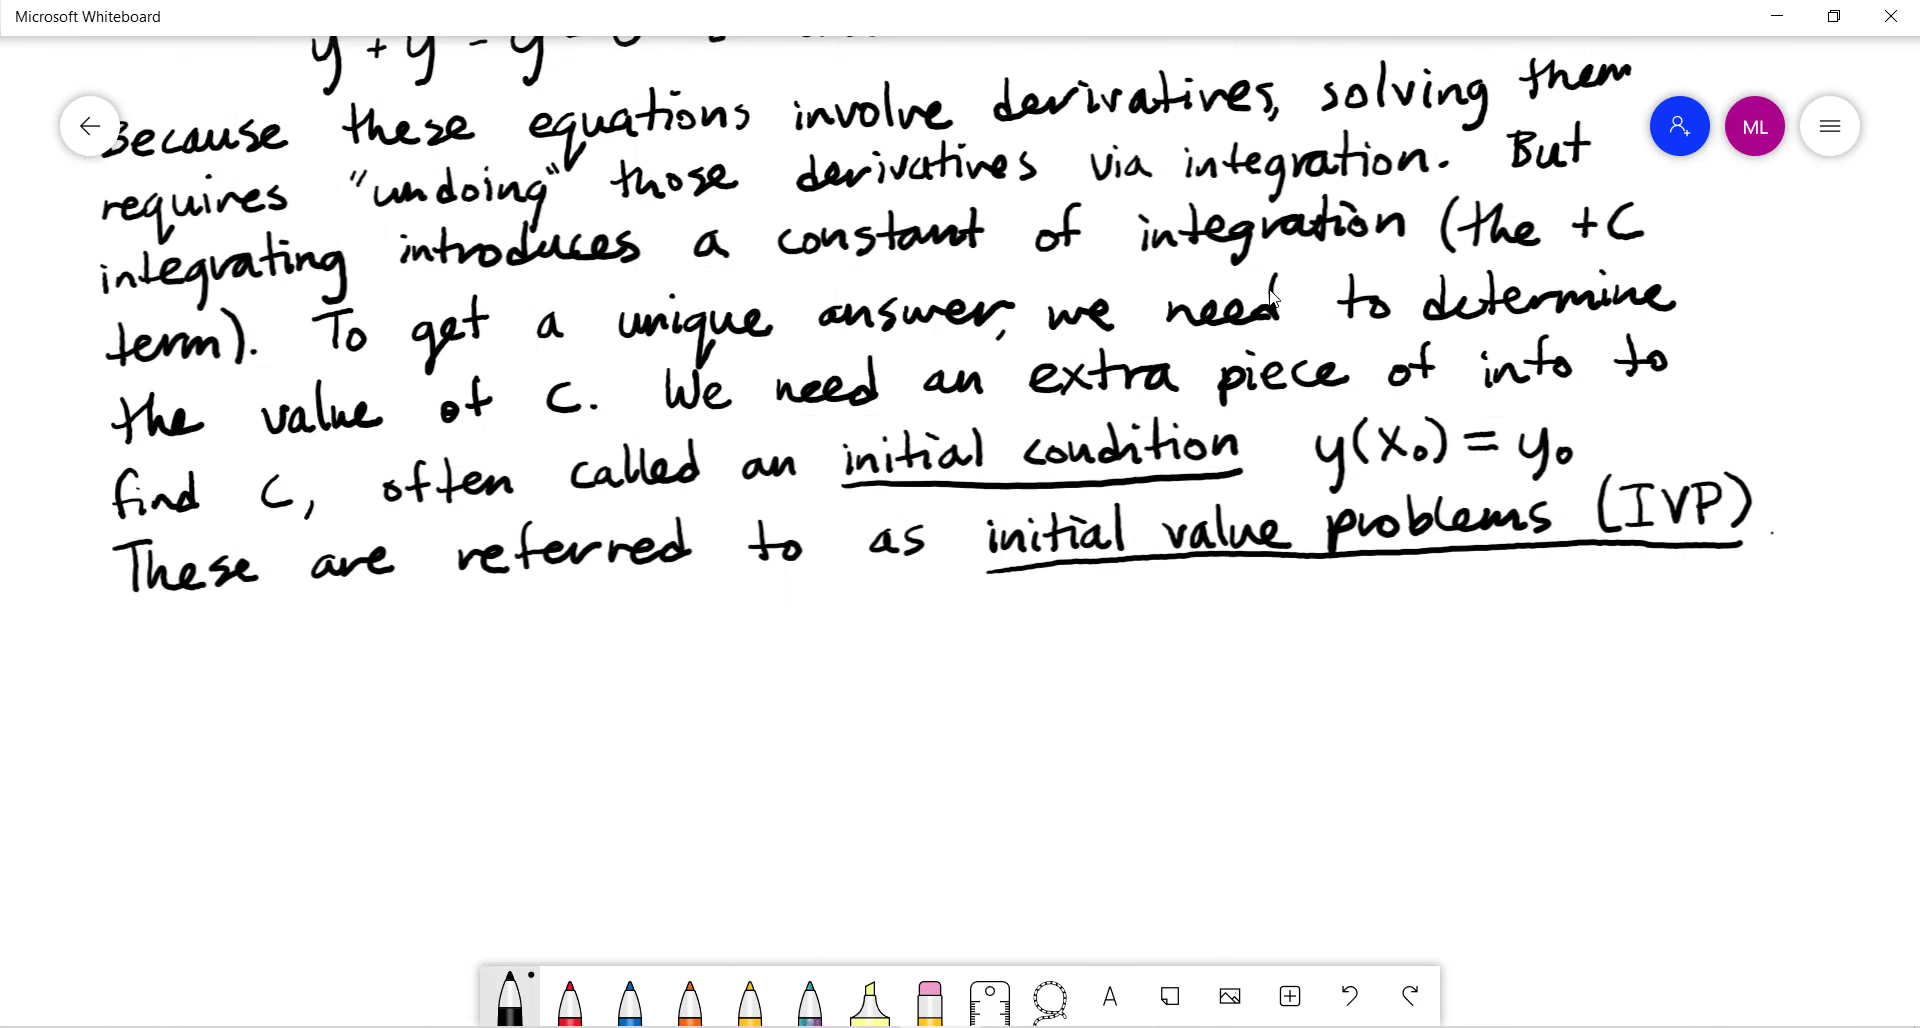 Microsoft Whiteboard
y + y - y =
Because these equations involve derivatives, solving them
ML
requires "undoing" those derivatives via integration. But
integrating introduces a constant of integration (the +C
term). To get a unique answer, we need to determine
the value of C. We need an extra piece of info to
find C, often called an initial condition y(x₀) = y₀
These are referred to as initial value problems (IVP).
A